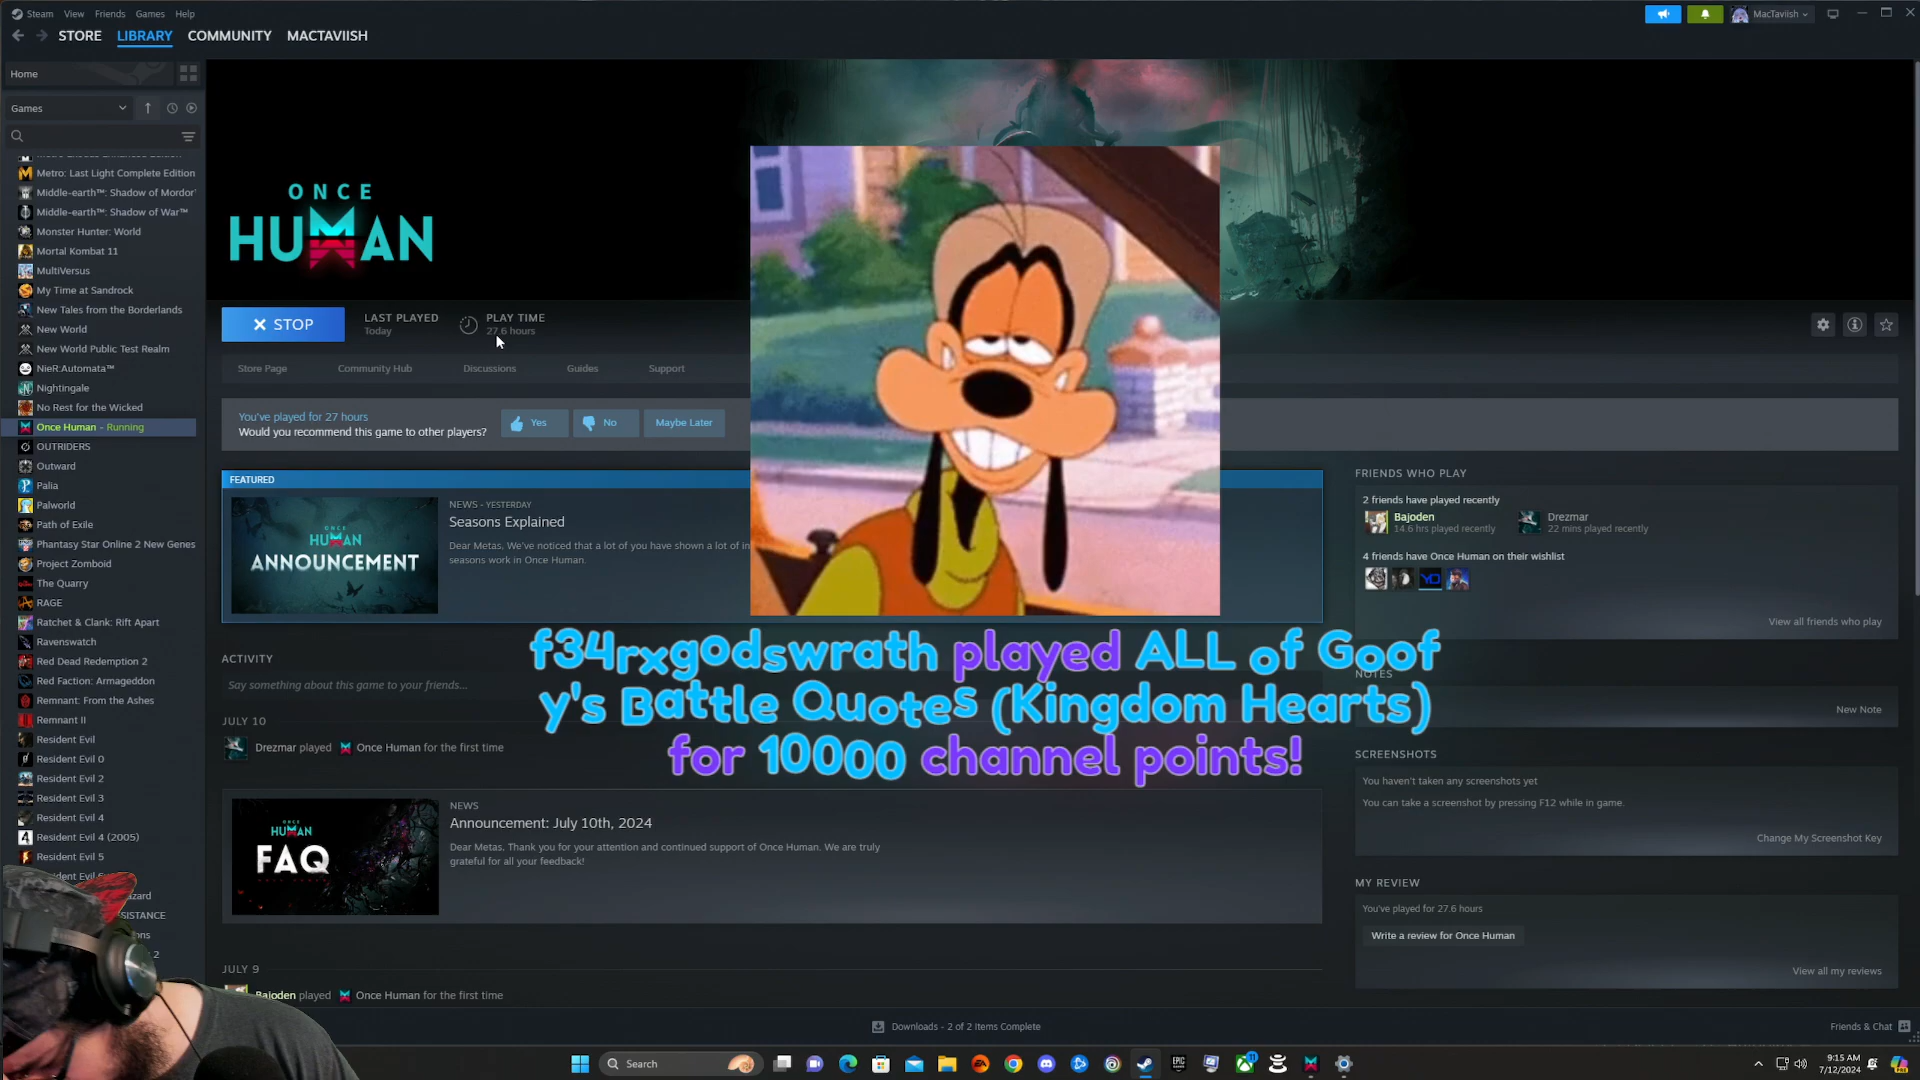 Steam View Friends Games Help
MacTaviish
STORE LIBRARY COMMUNITY MACTAVIISH
Home
Games
Metro: Last Light Complete Edition
Middle-earth™: Shadow of Mordor
Middle-earth™: Shadow of War™
Monster Hunter: World
Mortal Kombat 11
MultiVersus
My Time at Sandrock
New Tales from the Borderlands
New World
New World Public Test Realm
NieR:Automata™
Nightingale
No Rest for the Wicked
Once Human - Running
OUTRIDERS
Outward
Palia
Palworld
Path of Exile
Phantasy Star Online 2 New Genes
Project Zomboid
The Quarry
RAGE
Ratchet & Clank: Rift Apart
Ravenswatch
Red Dead Redemption 2
Red Faction: Armageddon
Remnant: From the Ashes
Remnant II
Resident Evil
Resident Evil 0
Resident Evil 2
Resident Evil 3
Resident Evil 4
Resident Evil 4 (2005)
Resident Evil 5
Resident Evil
azard
SISTANCE
ons
2
ONCE
HUMAN
STOP
LAST PLAYED
Today
PLAY TIME
27.6 hours
Store Page Community Hub Discussions Guides Support
You've played for 27 hours
Would you recommend this game to other players?
Yes No Maybe Later
FEATURED
ONCE
HUMAN
ANNOUNCEMENT
NEWS - YESTERDAY
Seasons Explained
Dear Metas, We've noticed that a lot of you have shown a lot of in
seasons work in Once Human.
f34rxg0dswrath played ALL of Goof
y's Battle Quotes (Kingdom Hearts)
for 10000 channel points!
ACTIVITY
Say something about this game to your friends...
JULY 10
Drezmar played Once Human for the first time
ONCE
HUMAN
FAQ
NEWS
Announcement: July 10th, 2024
Dear Metas, Thank you for your attention and continued support of Once Human. We are truly
grateful for all your feedback!
JULY 9
Bajoden played Once Human for the first time
FRIENDS WHO PLAY
2 friends have played recently
Bajoden
14.6 hrs played recently
Drezmar
22 mins played recently
4 friends have Once Human on their wishlist
YO
View all friends who play
NOTES
New Note
SCREENSHOTS
You haven't taken any screenshots yet
You can take a screenshot by pressing F12 while in game.
Change My Screenshot Key
MY REVIEW
You've played for 27.6 hours
Write a review for Once Human
View all my reviews
Downloads - 2 of 2 Items Complete
Friends & Chat
Search
EA
EPIC
9:15 AM
7/12/2024